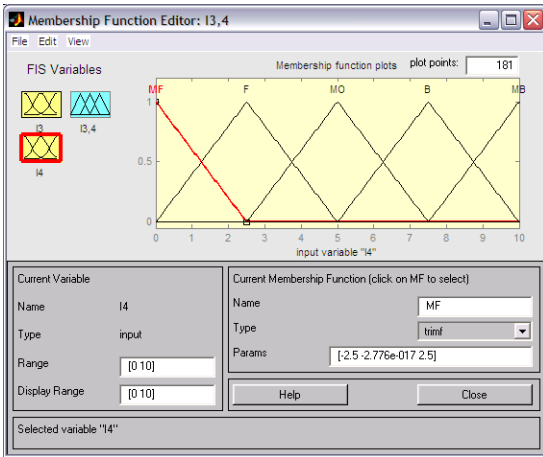 Membership Function Editor: I3,4
File Edit View
FIS Variables
I3
I3,4
I4
Membership function plots
plot points:
181
MF F MO B MB
1
0.5
0
0 1 2 3 4 5 6 7 8 9 10
input variable "I4"
Current Variable
Name I4
Type input
Range [0 10]
Display Range [0 10]
Current Membership Function (click on MF to select)
Name MF
Type trimf
Params [-2.5 -2.776e-017 2.5]
Help Close
Selected variable "I4"